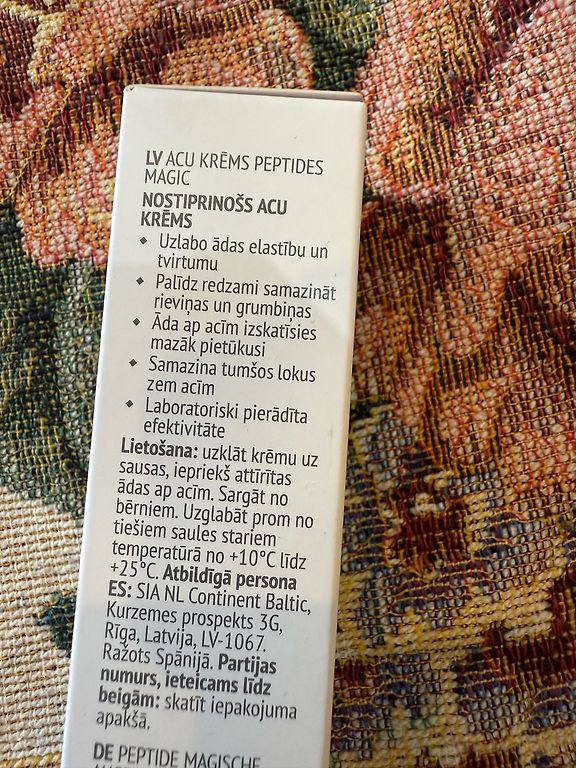 LV ACU KRĒMS PEPTIDES
MAGIC
NOSTIPRINOŠS ACU
KRĒMS
◆ Uzlabo ādas elastību un
tvirtumu
◆ Palīdz redzami samazināt
rieviņas un grumbiņas
◆ Āda ap acīm izskatīsies
mazāk pietūkusi
◆ Samazina tumšos lokus
zem acīm
◆ Laboratoriski pierādīta
efektivitāte
Lietošana: uzklāt krēmu uz
sausas, iepriekš attīrītas
ādas ap acīm. Sargāt no
bērniem. Uzglabāt prom no
tiešiem saules stariem
temperatūrā no +10°C līdz
+25°C. Atbildīgā persona
ES: SIA NL Continent Baltic,
Kurzemes prospekts 3G,
Rīga, Latvija, LV-1067.
Ražots Spānijā. Partijas
numurs, ieteicams līdz
beigām: skatīt iepakojuma
apakšā.
DE PEPTIDE MAGISCHE